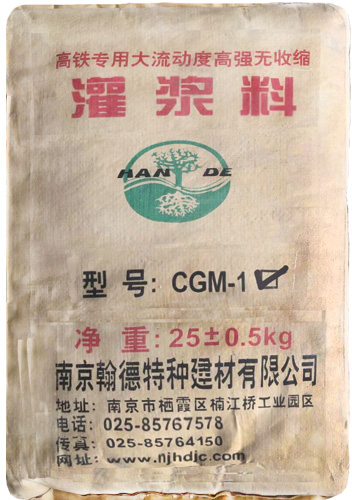 高铁专用大流动度高强无收缩
灌浆料
HAN DE
型号: CGM-1
净重: 25±0.5kg
南京翰德特种建材有限公司
地址: 南京市栖霞区楠江桥工业园区
电话: 025-85767578
传真: 025-85764150
网址: www.njhdjc.com